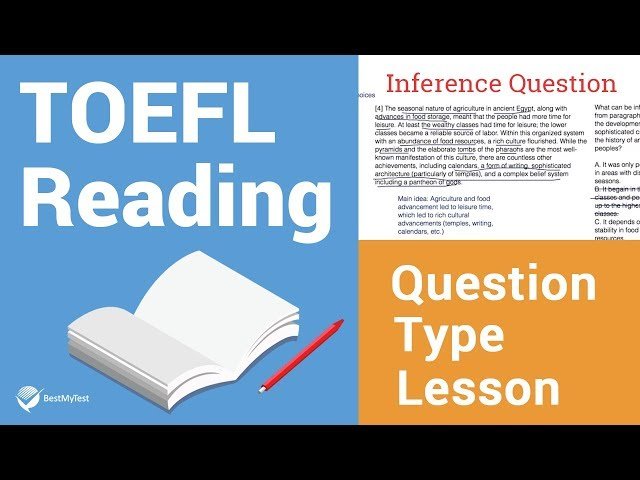 TOEFL
Reading
BestMyTest
Inference Question
oices
[4] The seasonal nature of agriculture in ancient Egypt, along with
advances in food storage, meant that the people had more time for
leisure. At least the wealthy classes had time for leisure; the lower
classes became a reliable source of labor. Within this organized system
with an abundance of food resources, a rich culture flourished. While the
pyramids and the elaborate tombs of the pharaohs are the most well-
known manifestation of this culture, there are countless other
achievements, including calendars, a form of writing, sophisticated
architecture (particularly of temples), and a complex belief system
including a pantheon of gods.
Main idea: Agriculture and food
advancement led to leisure time,
which led to rich cultural
advancements (temples, writing,
calendars, etc.)
What can be infe
from paragraph
the development
sophisticated c
the history of an
peoples?
A. It was only po
in areas with dis
seasons.
B. It began in th
classes and pe
up to the highes
classes.
C. It depends o
stability in food
resources.
Question
Type
Lesson